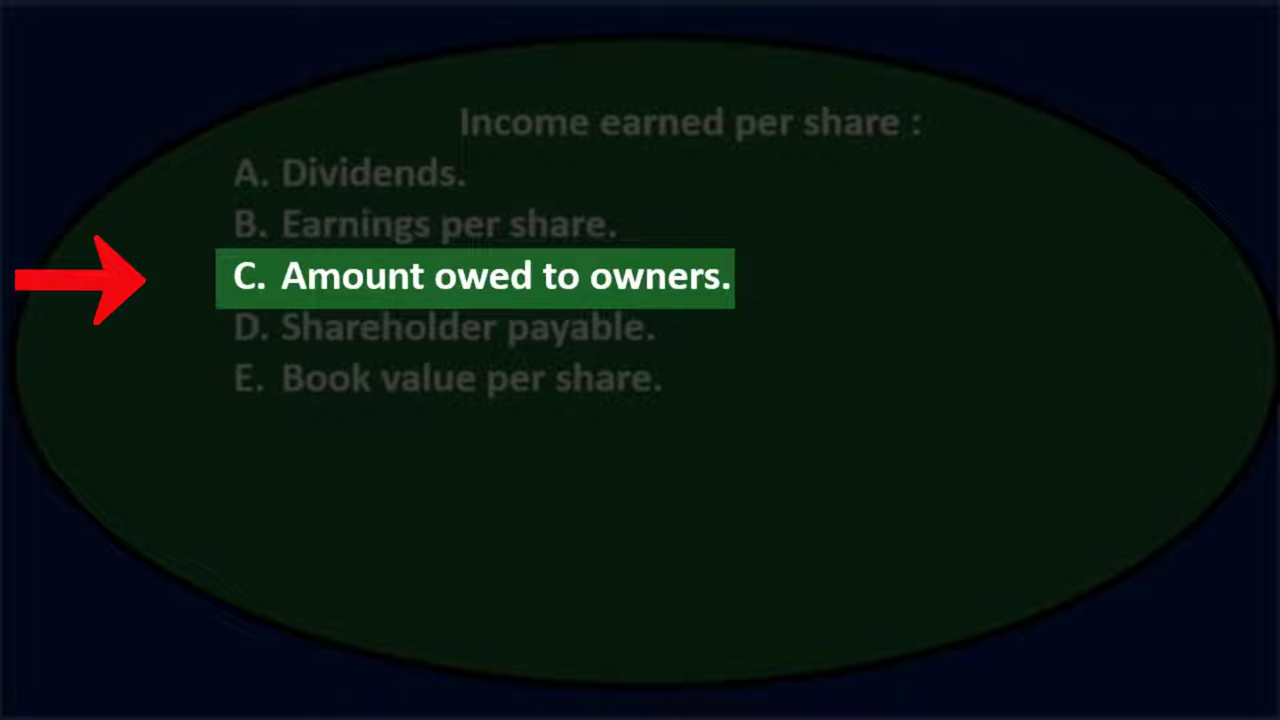 Income earned per share :
A. Dividends.
B. Earnings per share.
C. Amount owed to owners.
D. Shareholder payable.
E. Book value per share.